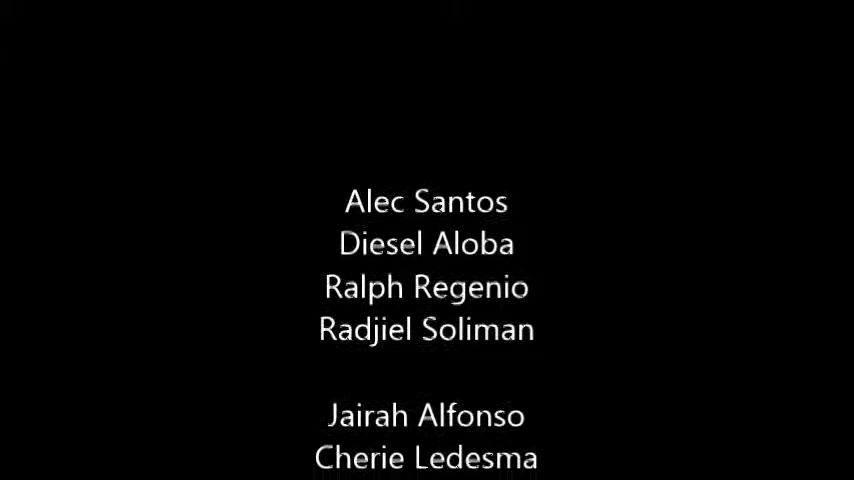 Alec Santos
Diesel Aloba
Ralph Regenio
Radjiel Soliman
Jairah Alfonso
Cherie Ledesma